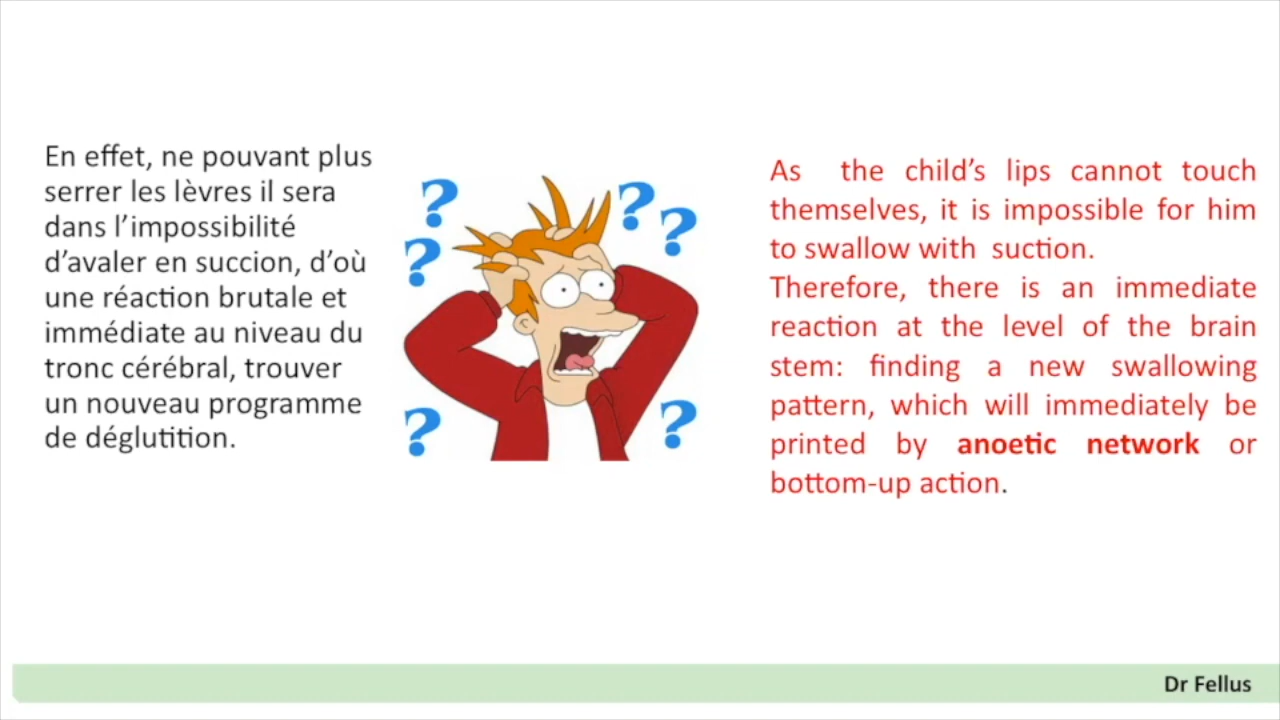 En effet, ne pouvant plus
serrer les lèvres il sera
dans l'impossibilité
d'avaler en succion, d'où
une réaction brutale et
immédiate au niveau du
tronc cérébral, trouver
un nouveau programme
de déglutition.
? ? ? ? ? ?
As the child's lips cannot touch
themselves, it is impossible for him
to swallow with suction.
Therefore, there is an immediate
reaction at the level of the brain
stem: finding a new swallowing
pattern, which will immediately be
printed by anoetic network or
bottom-up action.
Dr Fellus